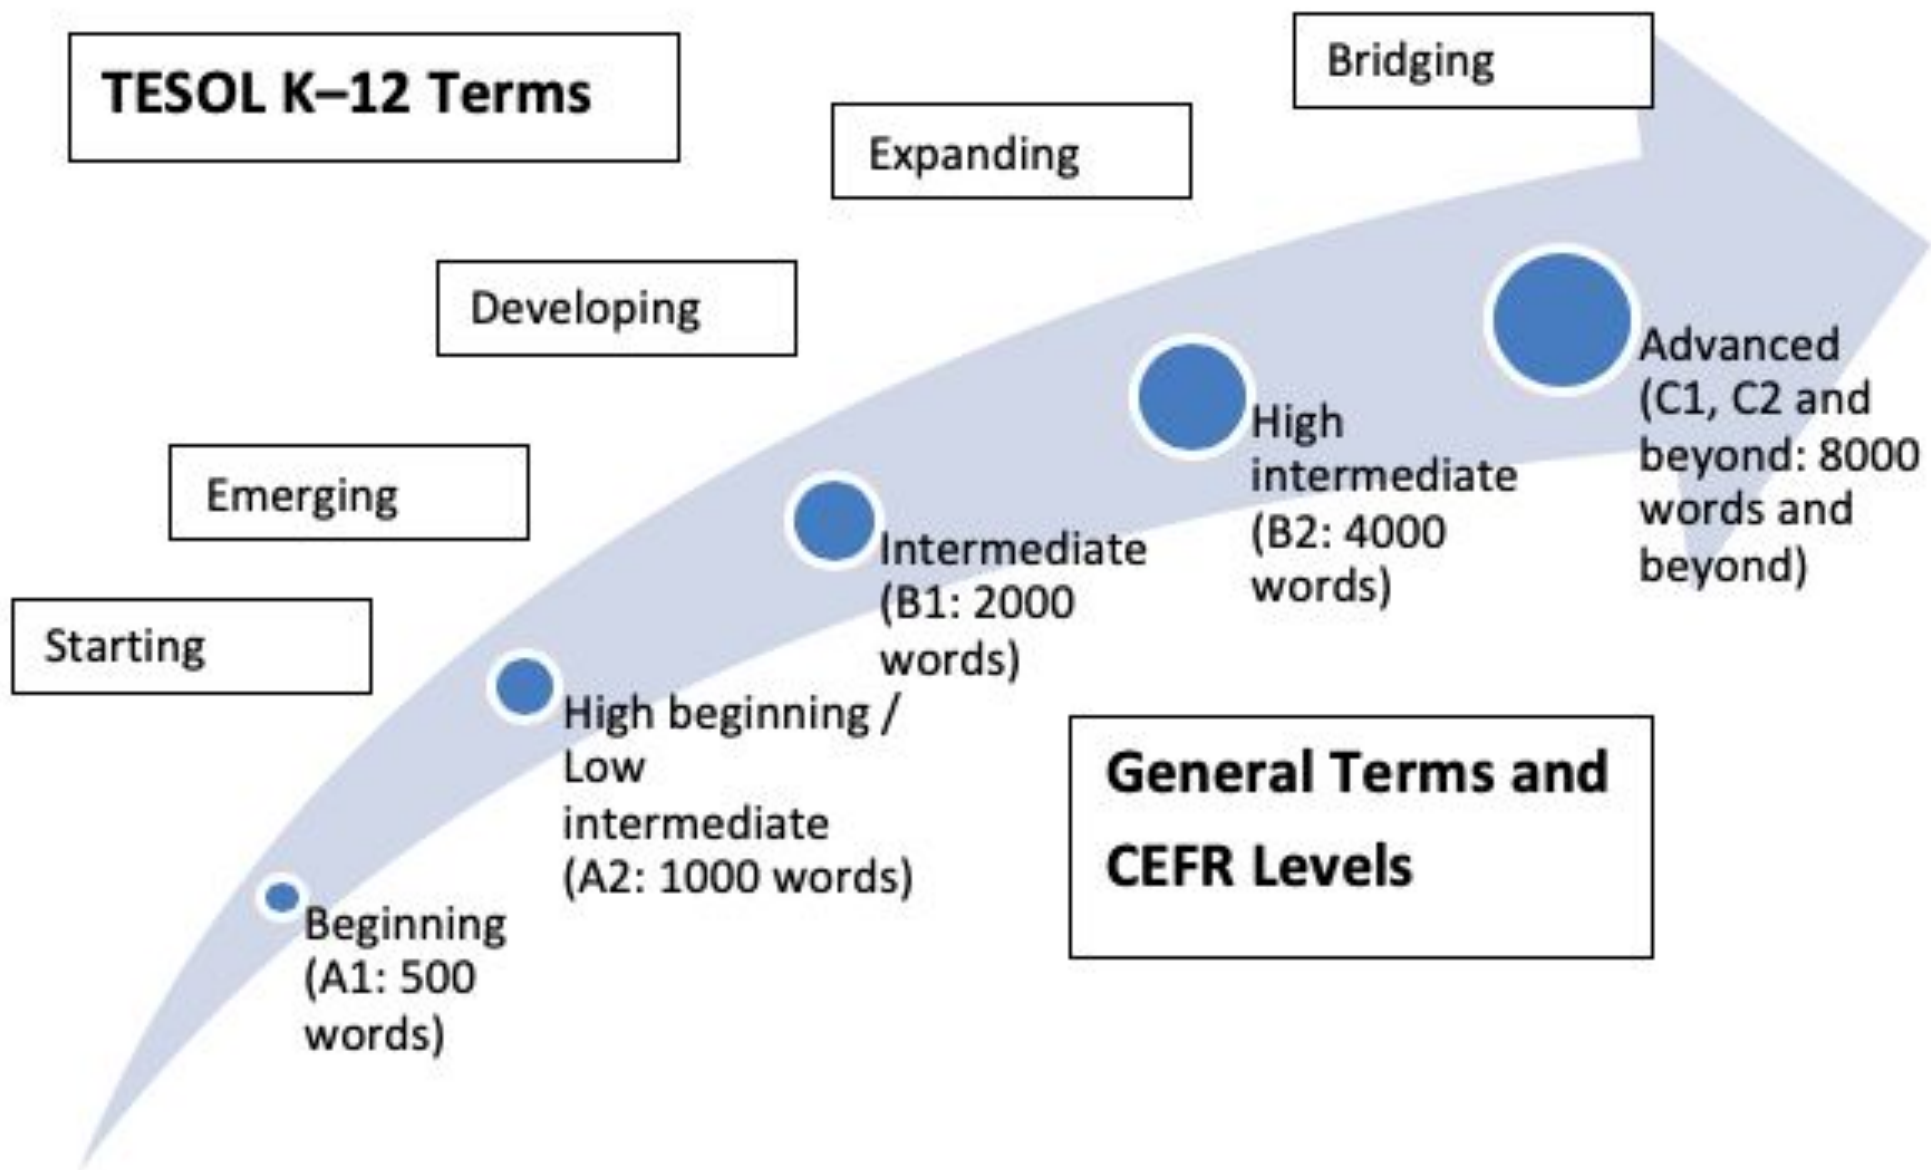 TESOL K–12 Terms
Bridging
Expanding
Developing
Emerging
Starting
Advanced
(C1, C2 and
beyond: 8000
words and
beyond)
High
intermediate
(B2: 4000
words)
Intermediate
(B1: 2000
words)
High beginning /
Low
intermediate
(A2: 1000 words)
Beginning
(A1: 500
words)
General Terms and
CEFR Levels